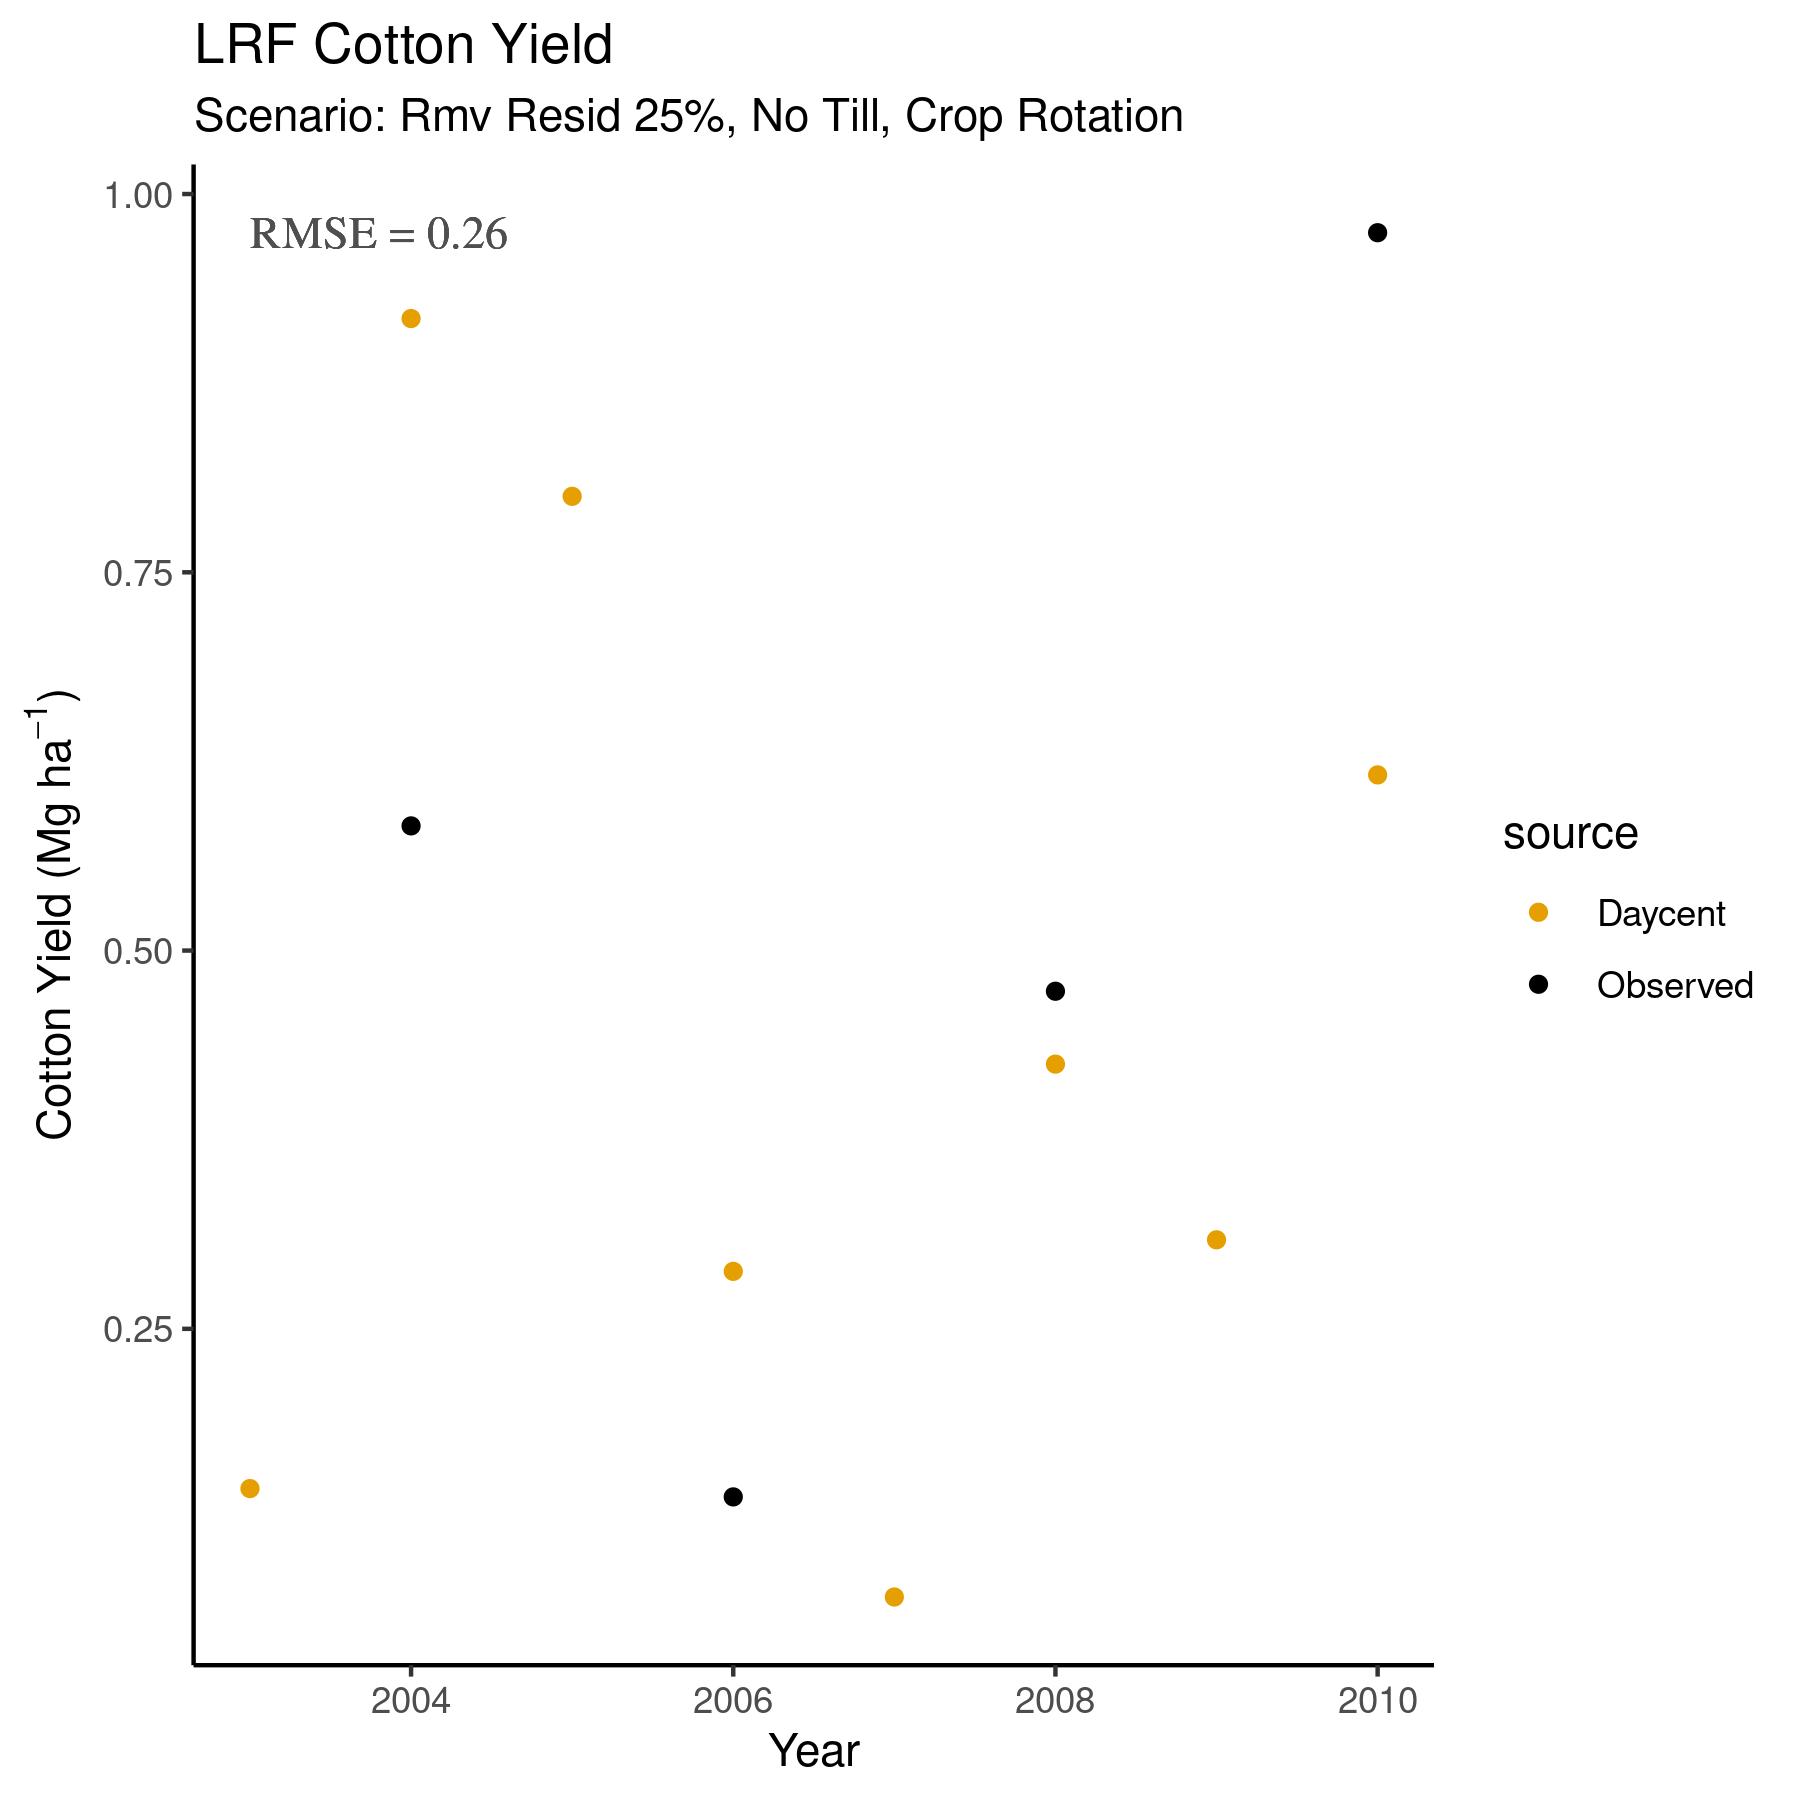 LRF Cotton Yield
Scenario: Rmv Resid 25%, No Till, Crop Rotation
RMSE = 0.26
1.00
0.75
0.50
0.25
Cotton Yield (Mg ha⁻¹)
2004 2006 2008 2010
Year
source
Daycent
Observed